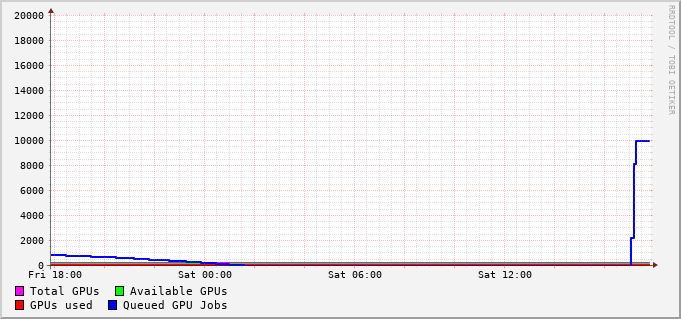 RRDTOOL / TOBI OETIKER
20000
18000
16000
14000
12000
10000
8000
6000
4000
2000
0
Fri 18:00 Sat 00:00 Sat 06:00 Sat 12:00
Total GPUs Available GPUs
GPUs used Queued GPU Jobs